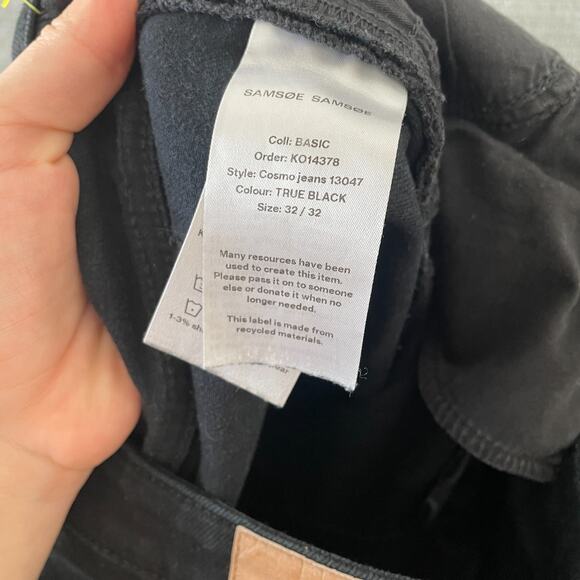 SAMSØE SAMSØE
Coll: BASIC
Order: KO14378
Style: Cosmo jeans 13047
Colour: TRUE BLACK
Size: 32 / 32
Many resources have been
used to create this item.
Please pass it on to someone
else or donate it when no
longer needed.
This label is made from
recycled materials.
1-3%